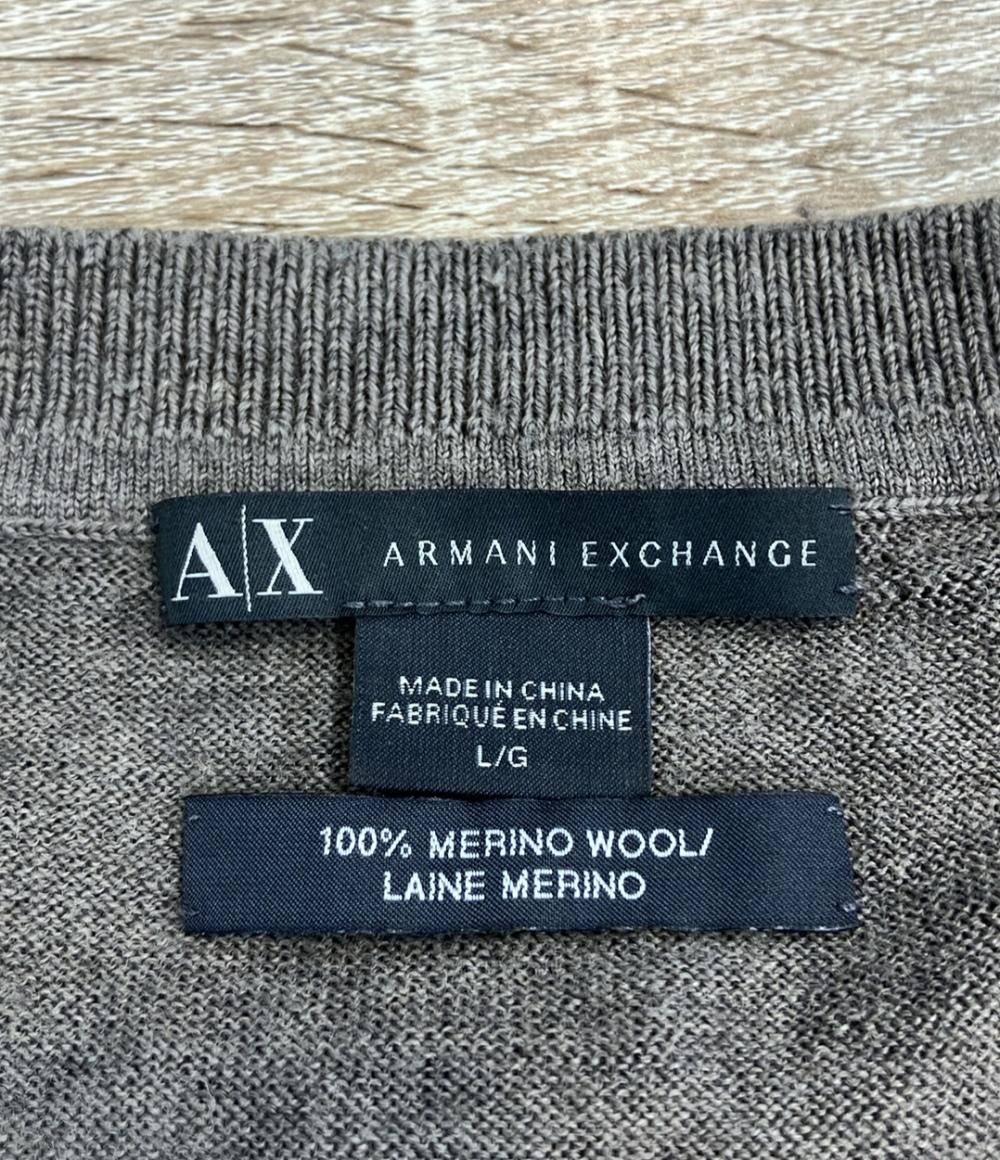 A|X ARMANI EXCHANGE
MADE IN CHINA
FABRIQUÉ EN CHINE
L/G
100% MERINO WOOL/
LAINE MERINO